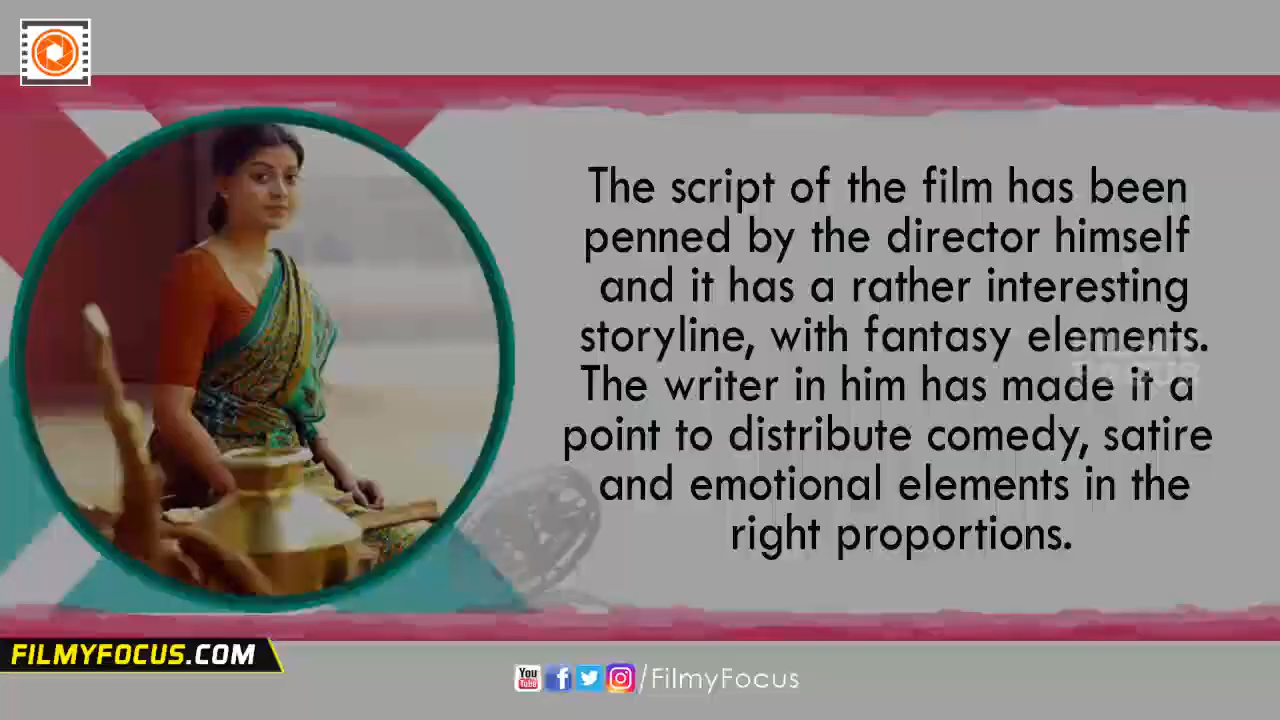 The script of the film has been
penned by the director himself
and it has a rather interesting
storyline, with fantasy elements.
The writer in him has made it a
point to distribute comedy, satire
and emotional elements in the
right proportions.
FILMYFOCUS.COM
You Tube /FilmyFocus